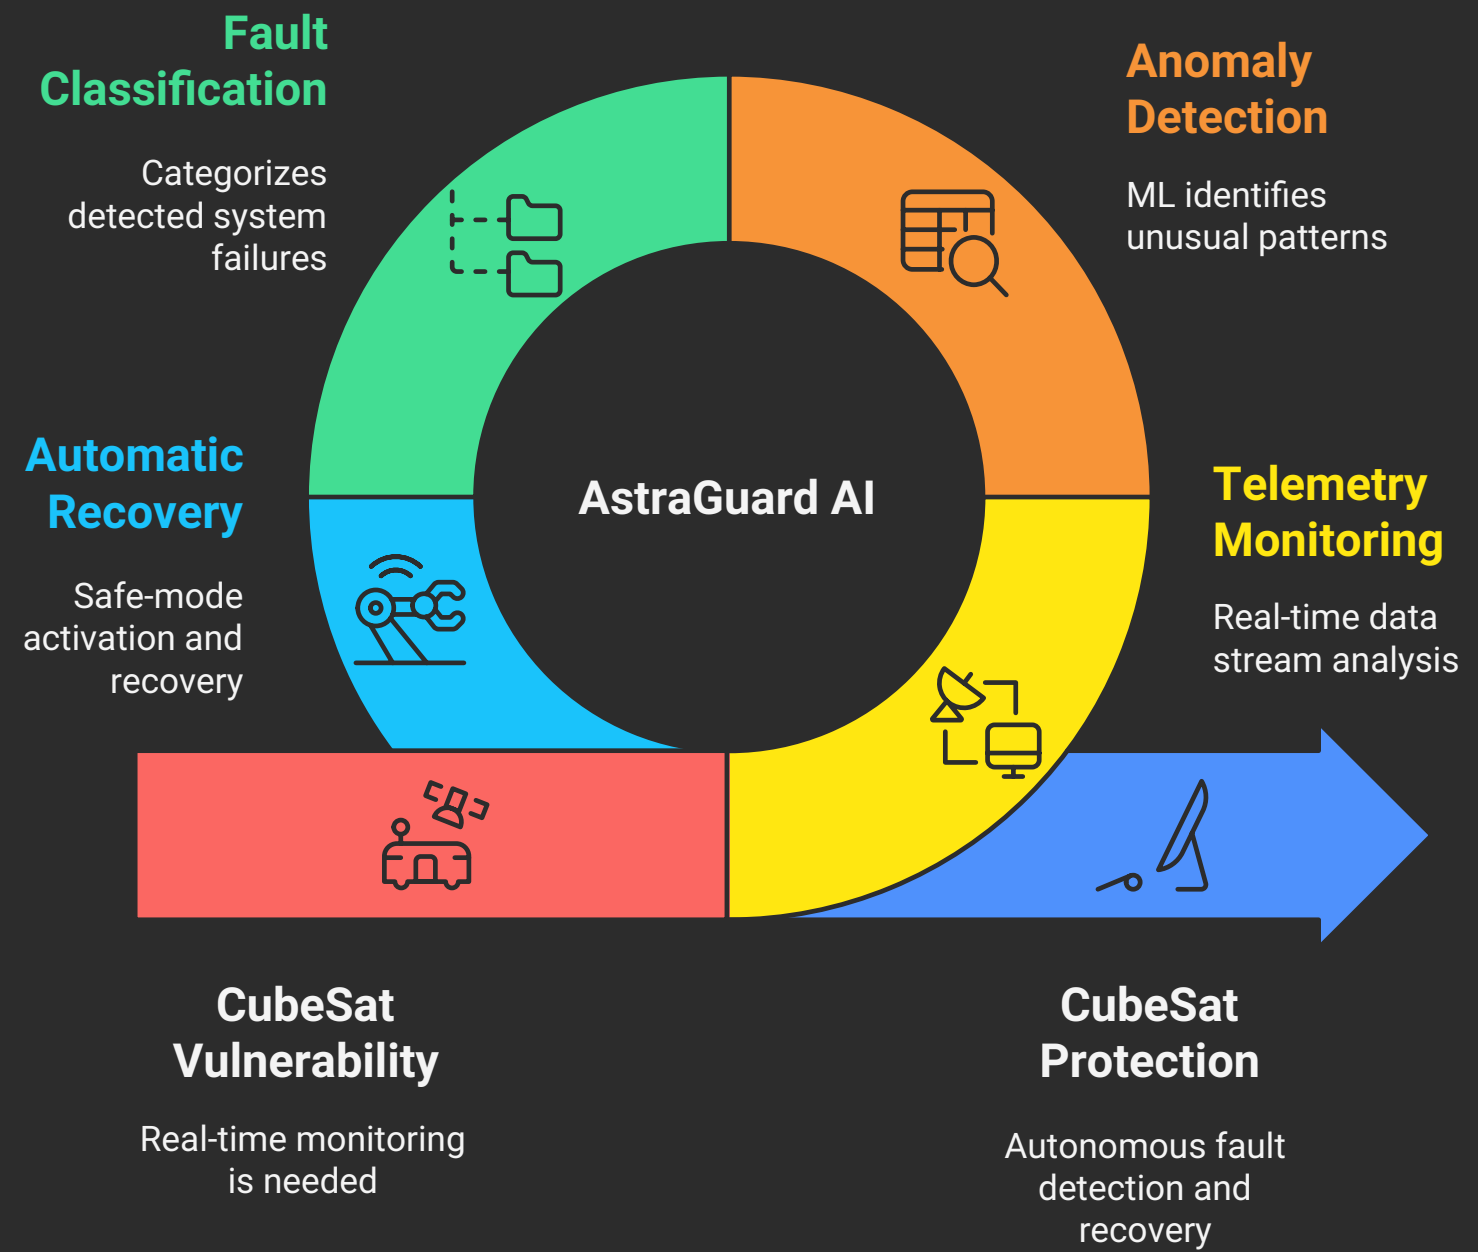 Fault
Classification
Categorizes
detected system
failures
Anomaly
Detection
ML identifies
unusual patterns
Automatic
Recovery
Safe-mode
activation and
recovery
AstraGuard AI
Telemetry
Monitoring
Real-time data
stream analysis
CubeSat
Vulnerability
Real-time monitoring
is needed
CubeSat
Protection
Autonomous fault
detection and
recovery